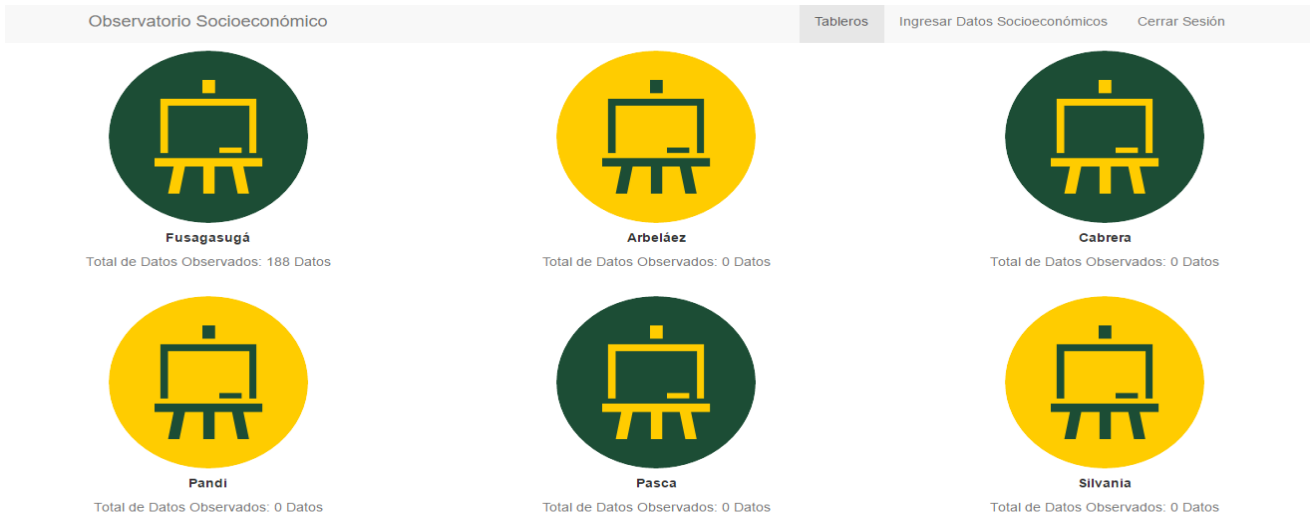 Observatorio Socioeconómico
Tableros
Ingresar Datos Socioeconómicos
Cerrar Sesión
Fusagasugá
Total de Datos Observados: 188 Datos
Arbeláez
Total de Datos Observados: 0 Datos
Cabrera
Total de Datos Observados: 0 Datos
Pandi
Total de Datos Observados: 0 Datos
Pasca
Total de Datos Observados: 0 Datos
Silvania
Total de Datos Observados: 0 Datos